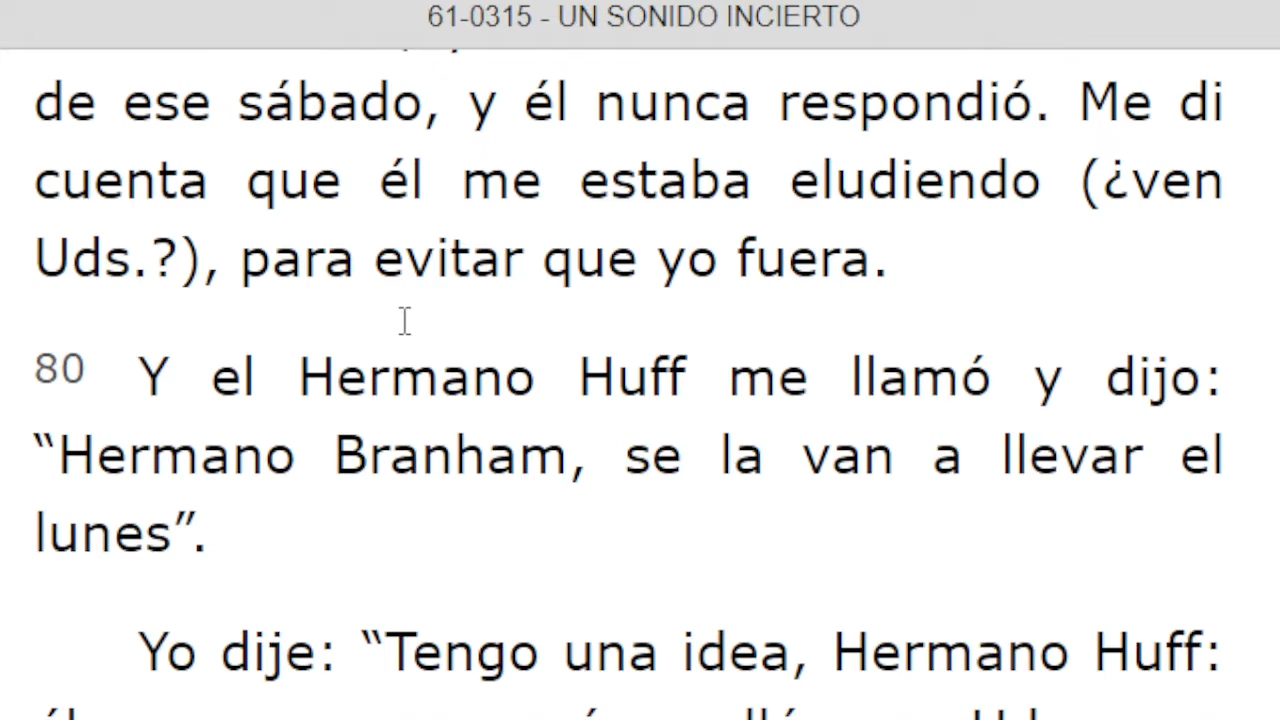 61-0315 - UN SONIDO INCIERTO
de ese sábado, y él nunca respondió. Me di
cuenta que él me estaba eludiendo (¿ven
Uds.?), para evitar que yo fuera.
80 Y el Hermano Huff me llamó y dijo:
“Hermano Branham, se la van a llevar el
lunes”.
Yo dije: “Tengo una idea, Hermano Huff: